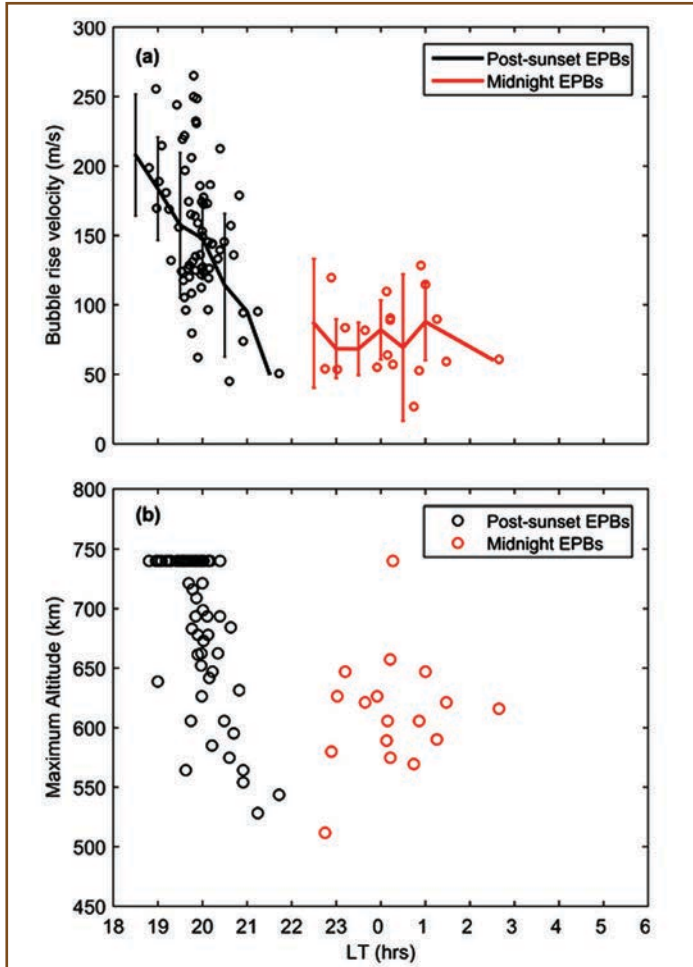 300
250
200
150
100
50
0
Bubble rise velocity (m/s)
(a)
Post-sunset EPBs
Midnight EPBs
800
750
700
650
600
550
500
450
Maximum Altitude (km)
(b)
Post-sunset EPBs
Midnight EPBs
18 19 20 21 22 23 0 1 2 3 4 5 6
LT (hrs)